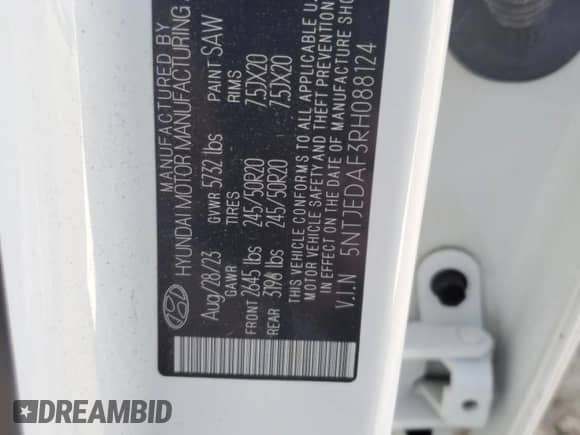 MANUFACTURED BY
HYUNDAI MOTOR MANUFACTURING
Aug/28/23 GVWR 5732 lbs PAINT SAW
GAWR TIRES RIMS
FRONT 2645 lbs 245/50R20 7.5JX20
REAR 3196 lbs 245/50R20 7.5JX20
THIS VEHICLE CONFORMS TO ALL APPLICABLE U.
MOTOR VEHICLE SAFETY AND THEFT PREVENTION
IN EFFECT ON THE DATE OF MANUFACTURE
V.I.N 5NTJEDAF3RH088124
DREAMBID